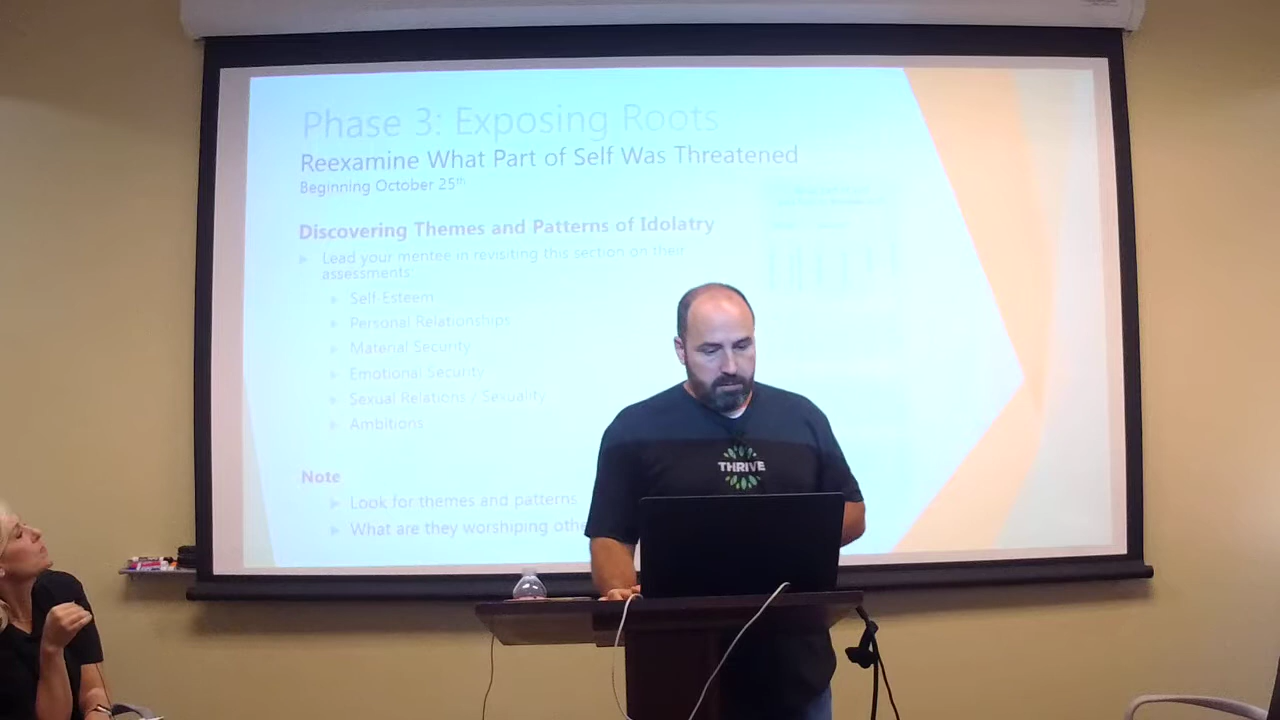 Phase 3: Exposing Roots
Reexamine What Part of Self Was Threatened
Beginning October 25th
Discovering Themes and Patterns of Idolatry
Lead your mentee in revisiting this section on their
assessments:
Self-Esteem
Personal Relationships
Material Security
Emotional Security
Sexual Relations / Sexuality
Ambitions
Note
Look for themes and patterns
What are they worshiping
THRIVE